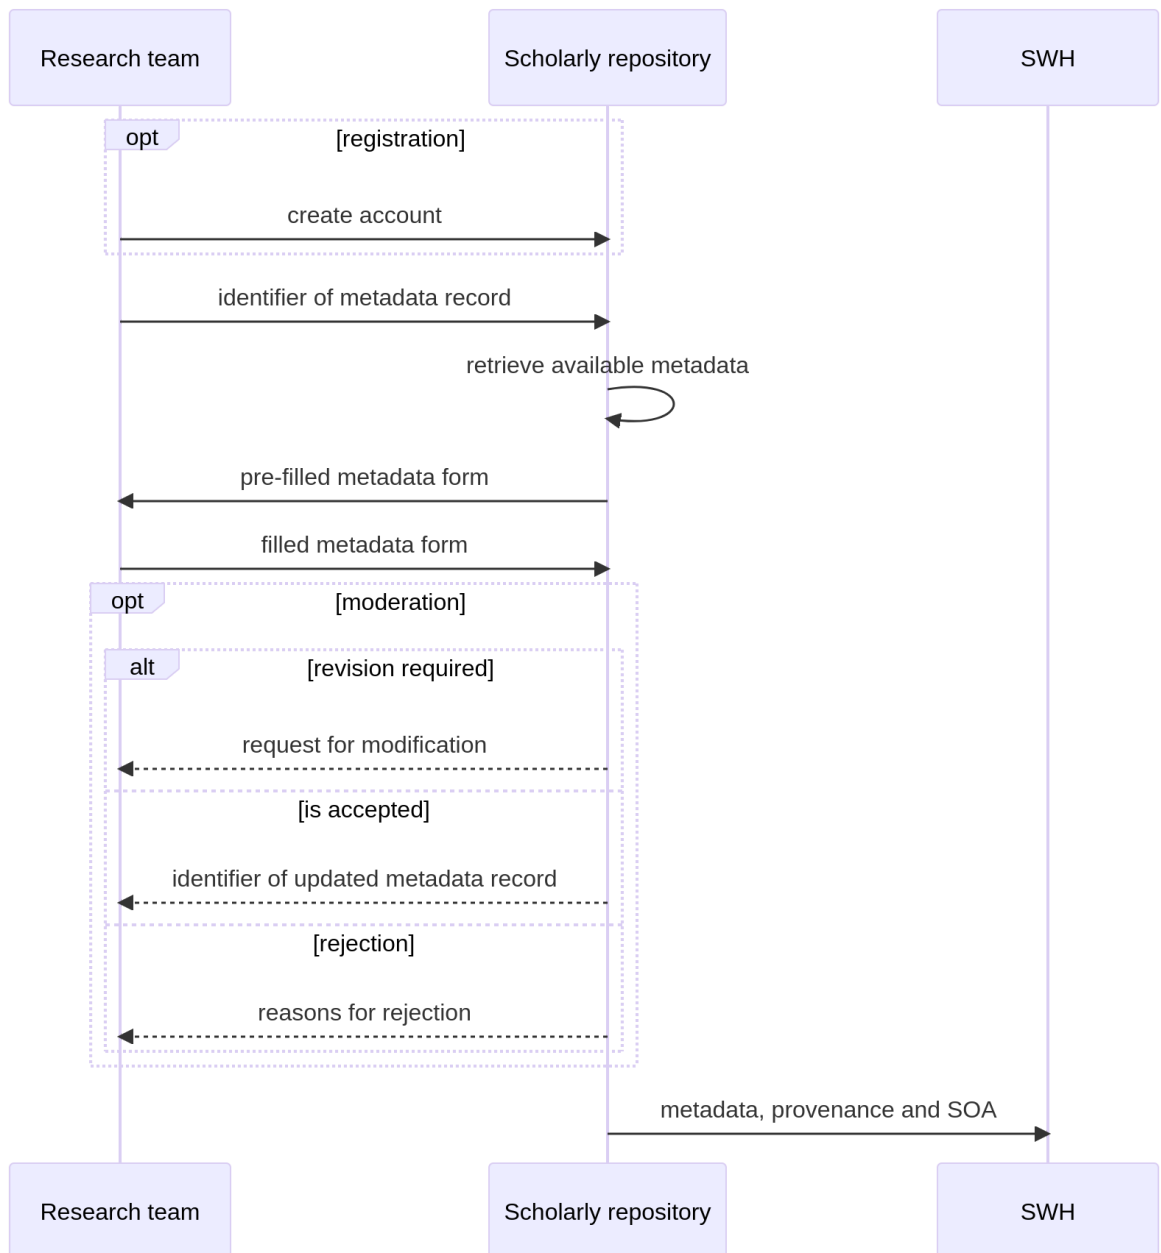 Research team
Scholarly repository
SWH
opt
[registration]
create account
identifier of metadata record
retrieve available metadata
pre-filled metadata form
filled metadata form
opt
[moderation]
alt
[revision required]
request for modification
[is accepted]
identifier of updated metadata record
[rejection]
reasons for rejection
metadata, provenance and SOA
Research team
Scholarly repository
SWH